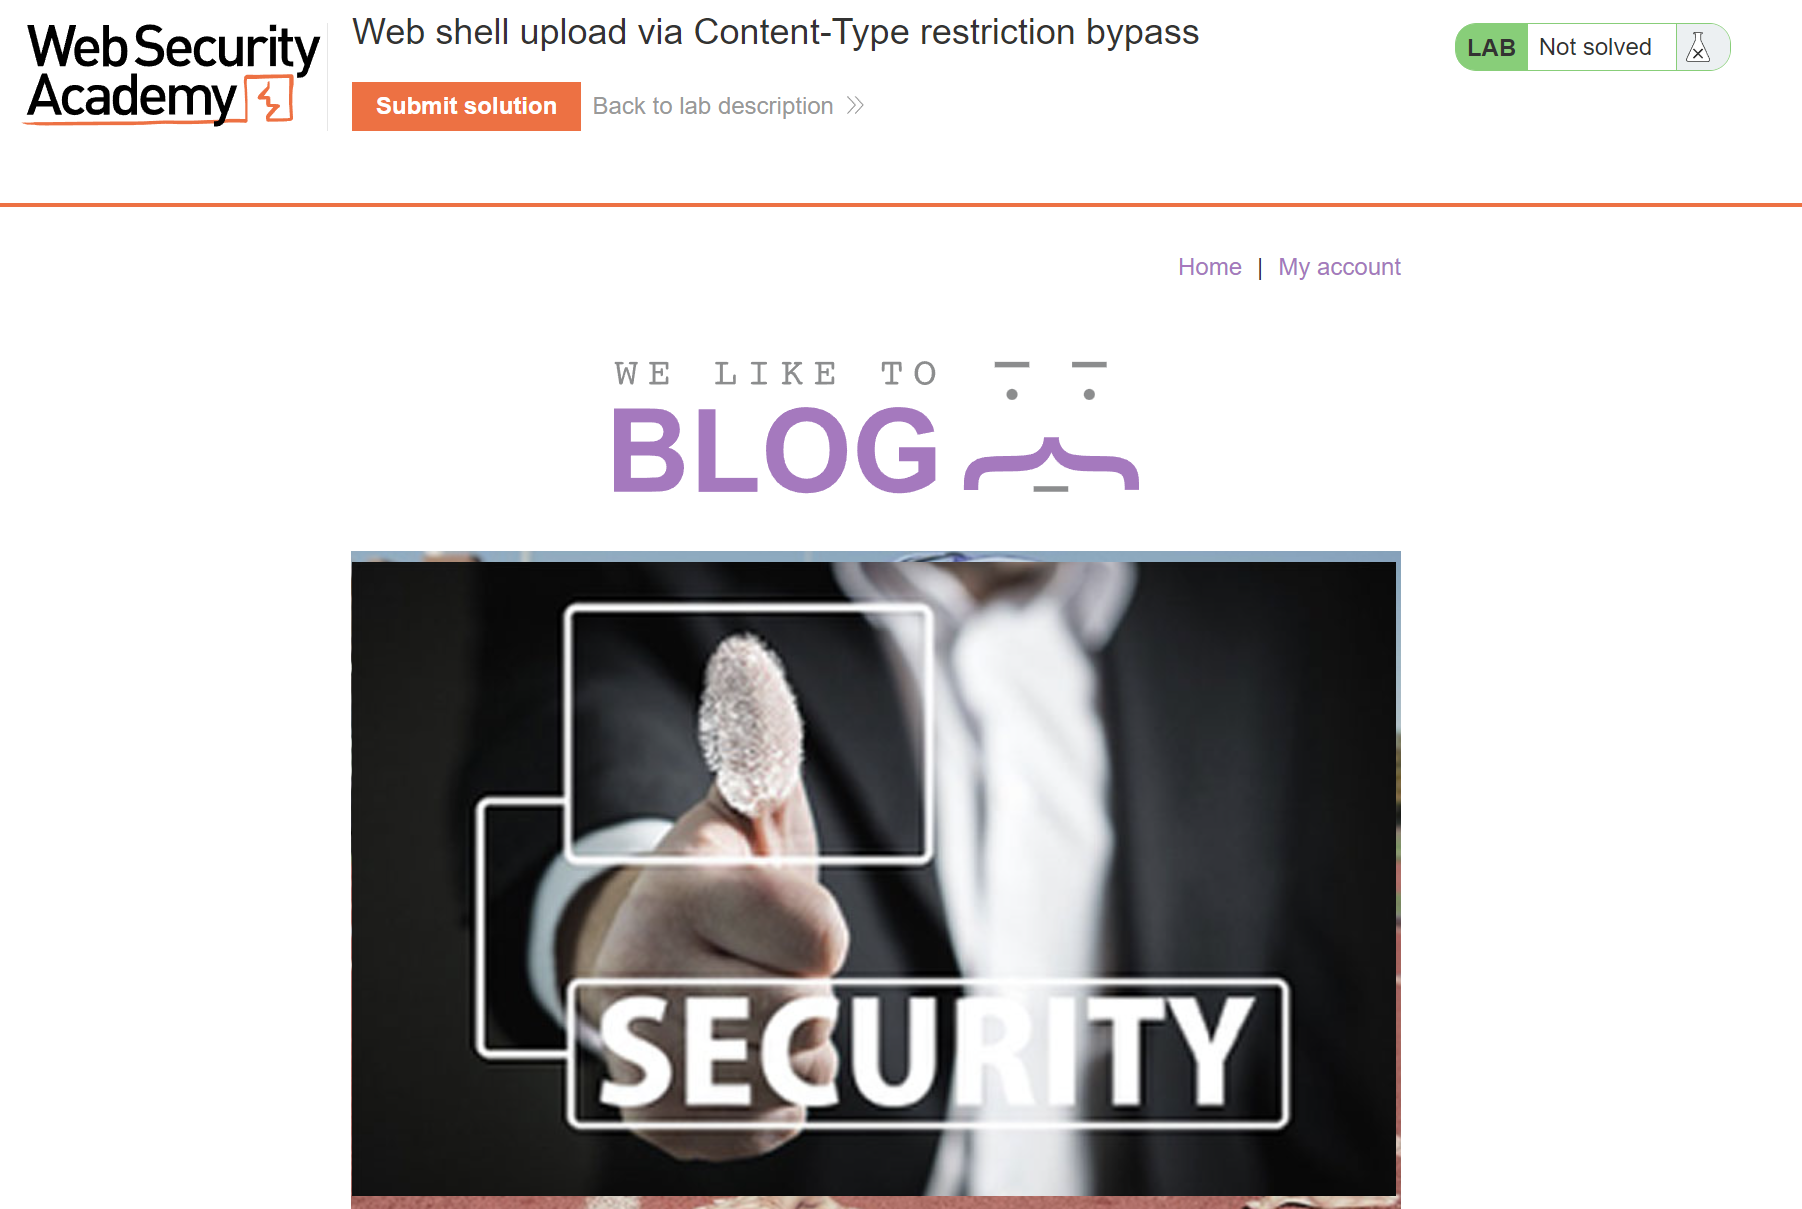 Web Security
Academy
Web shell upload via Content-Type restriction bypass
Submit solution
Back to lab description
LAB
Not solved
Home | My account
WE LIKE TO
BLOG
SECURITY